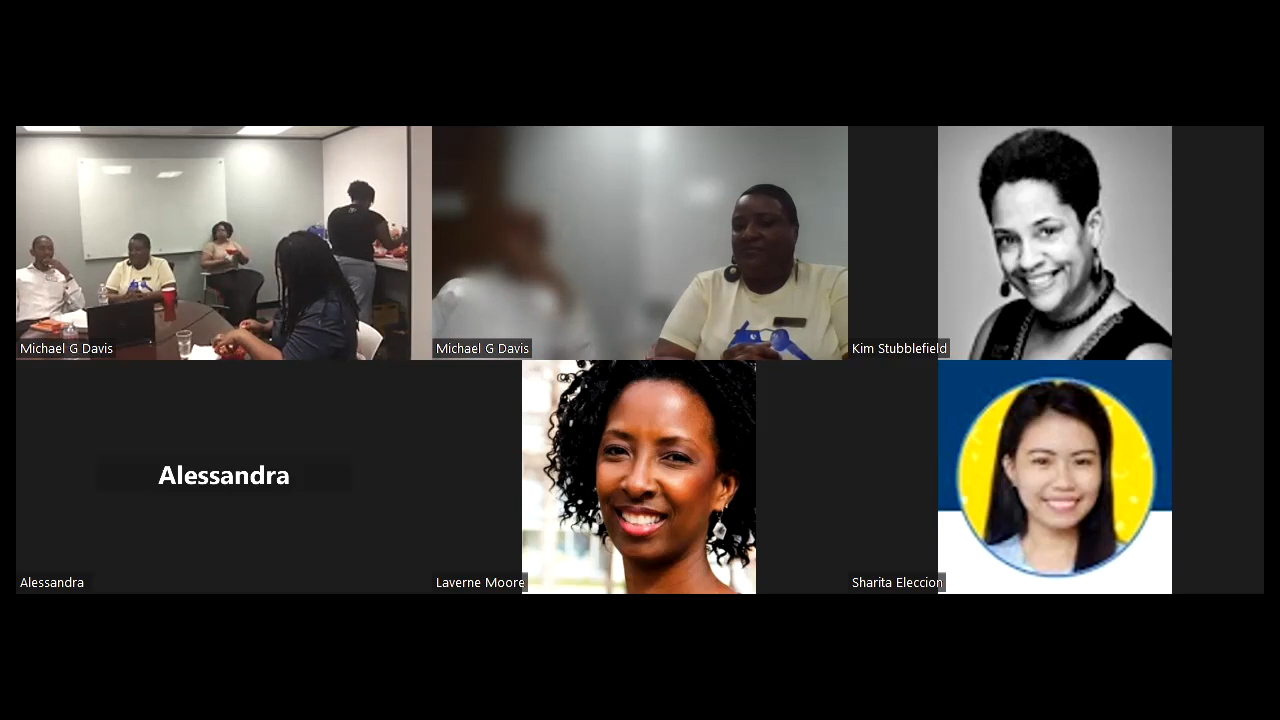 Michael G Davis
Michael G Davis
Kim Stubblefield
Alessandra
Alessandra
Laverne Moore
Sharita Eleccion